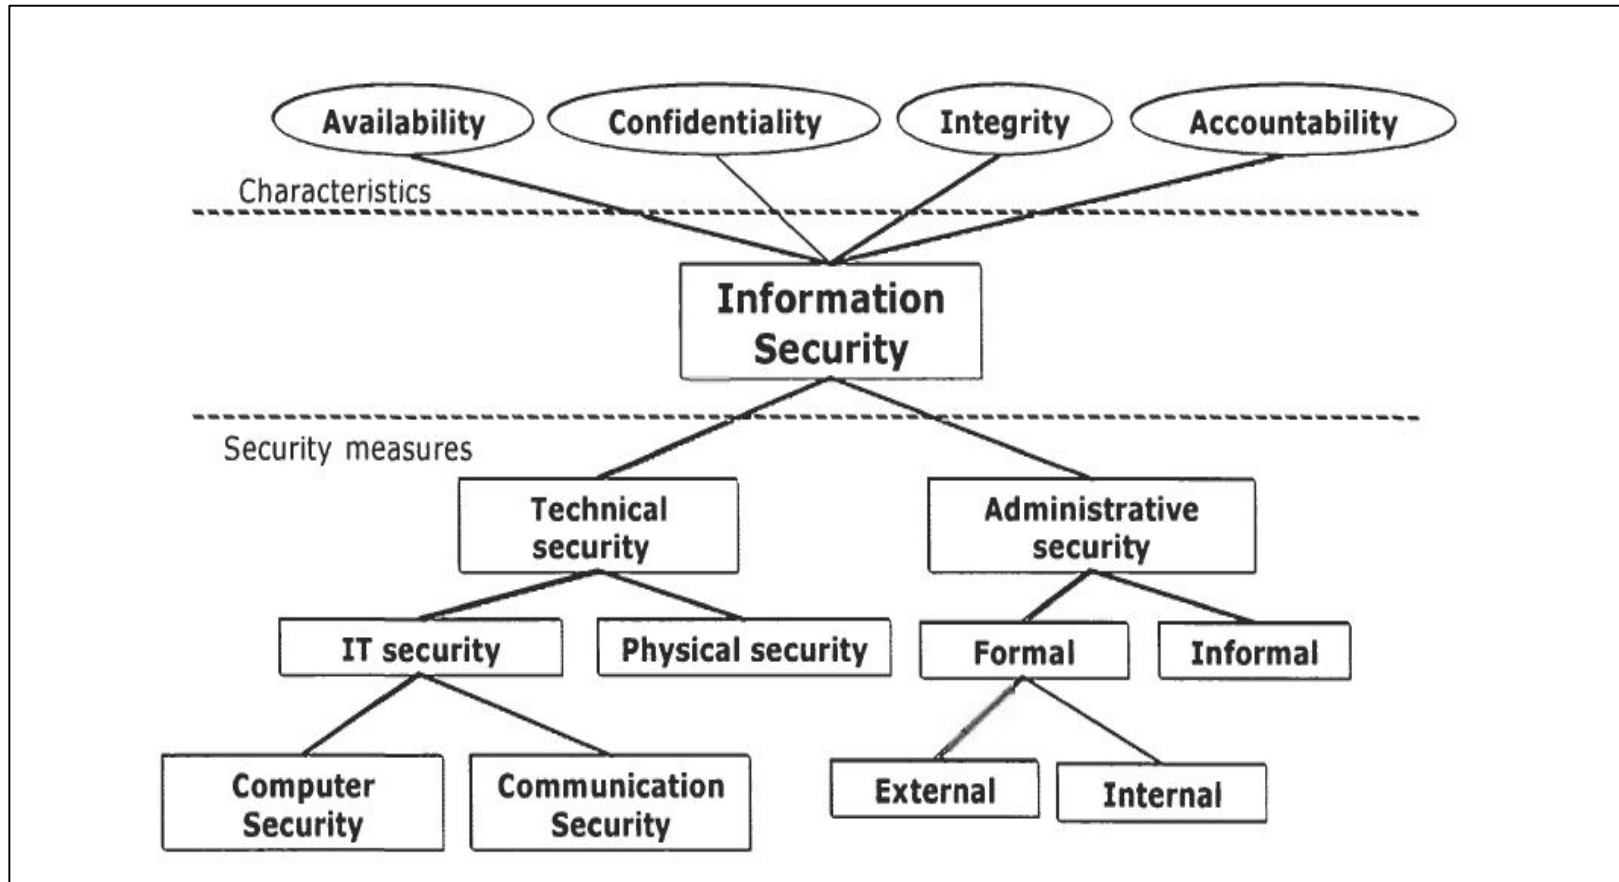 Availability
Confidentiality
Integrity
Accountability
Characteristics
Information
Security
Security measures
Technical
security
Administrative
security
IT security
Physical security
Formal
Informal
Computer
Security
Communication
Security
External
Internal